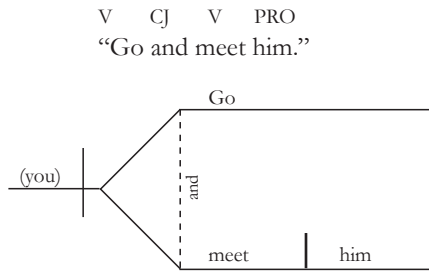 V CJ V PRO
“Go and meet him.”
Go
(you)
and
meet him